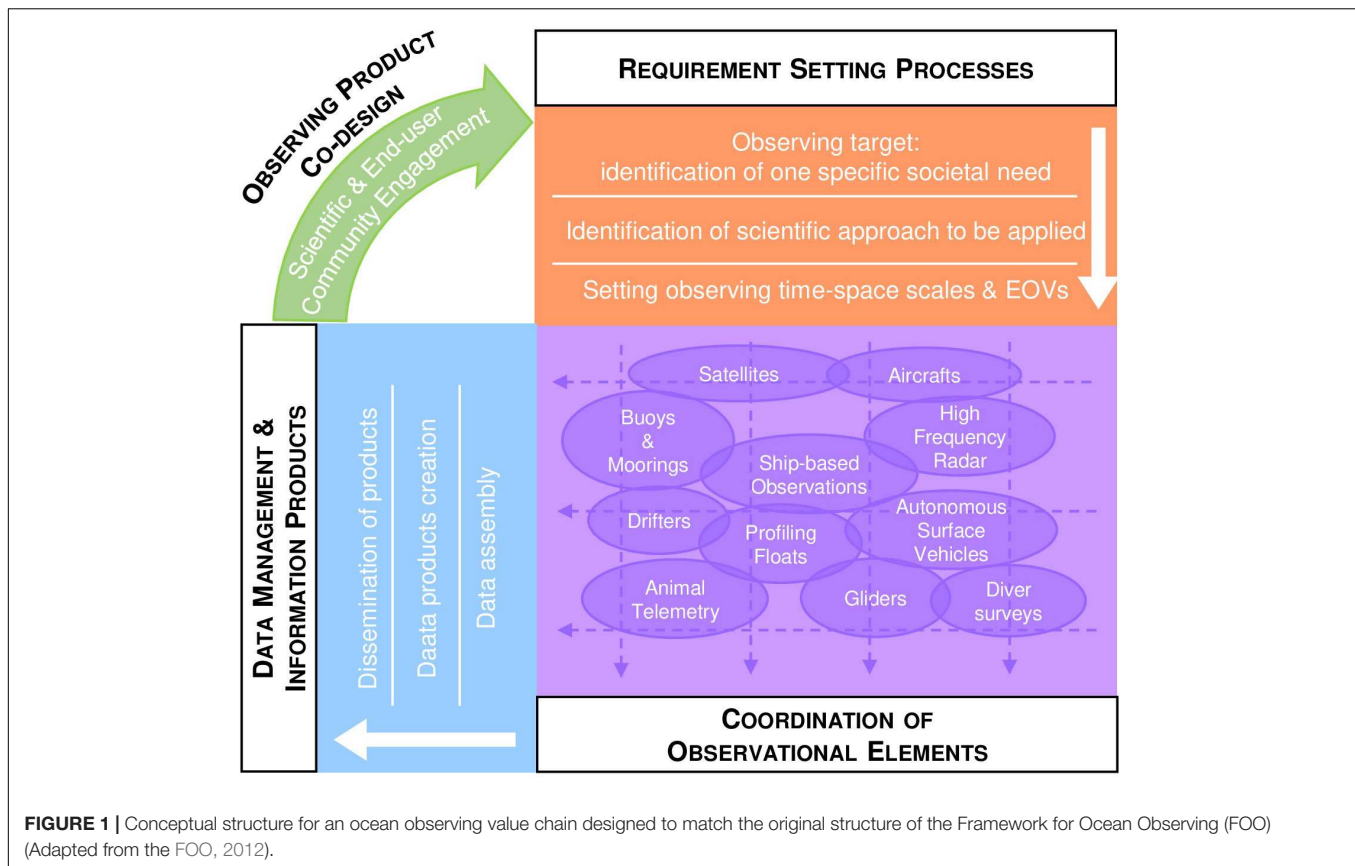 OBSERVING PRODUCT
CO-DESIGN
Scientific & End-user
Community Engagement
REQUIREMENT SETTING PROCESSES
Observing target:
identification of one specific societal need
Identification of scientific approach to be applied
Setting observing time-space scales & EOVs
Satellites
Aircrafts
Buoys
&
Moorings
High
Frequency
Radar
Ship-based
Observations
Drifters
Profiling
Floats
Autonomous
Surface
Vehicles
Animal
Telemetry
Gliders
Diver
surveys
COORDINATION OF
OBSERVATIONAL ELEMENTS
Data assembly
Daata products creation
Dissemination of products
DATA MANAGEMENT &
INFORMATION PRODUCTS
FIGURE 1 | Conceptual structure for an ocean observing value chain designed to match the original structure of the Framework for Ocean Observing (FOO)
(Adapted from the FOO, 2012).